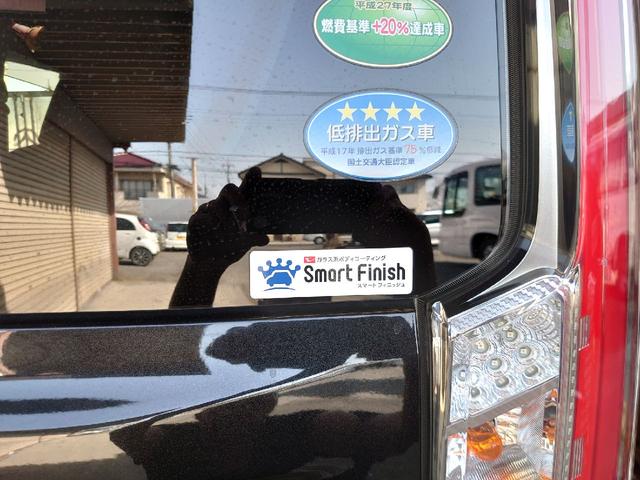 平成27年度
燃費基準+20%達成車
★★★★
低排出ガス車
平成17年 排出ガス基準 75%低減
国土交通大臣認定車
ガラス系ボディコーティング
Smart Finish
スマートフィニッシュ